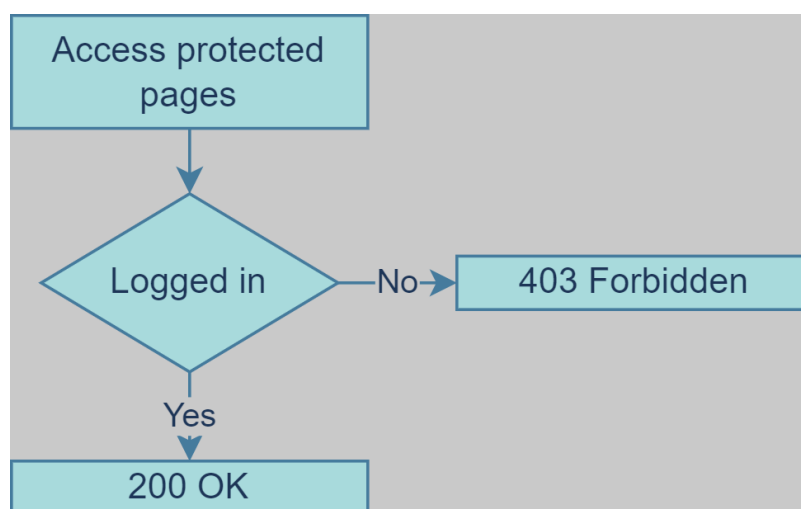 Access protected
pages
Logged in
No
403 Forbidden
Yes
200 OK